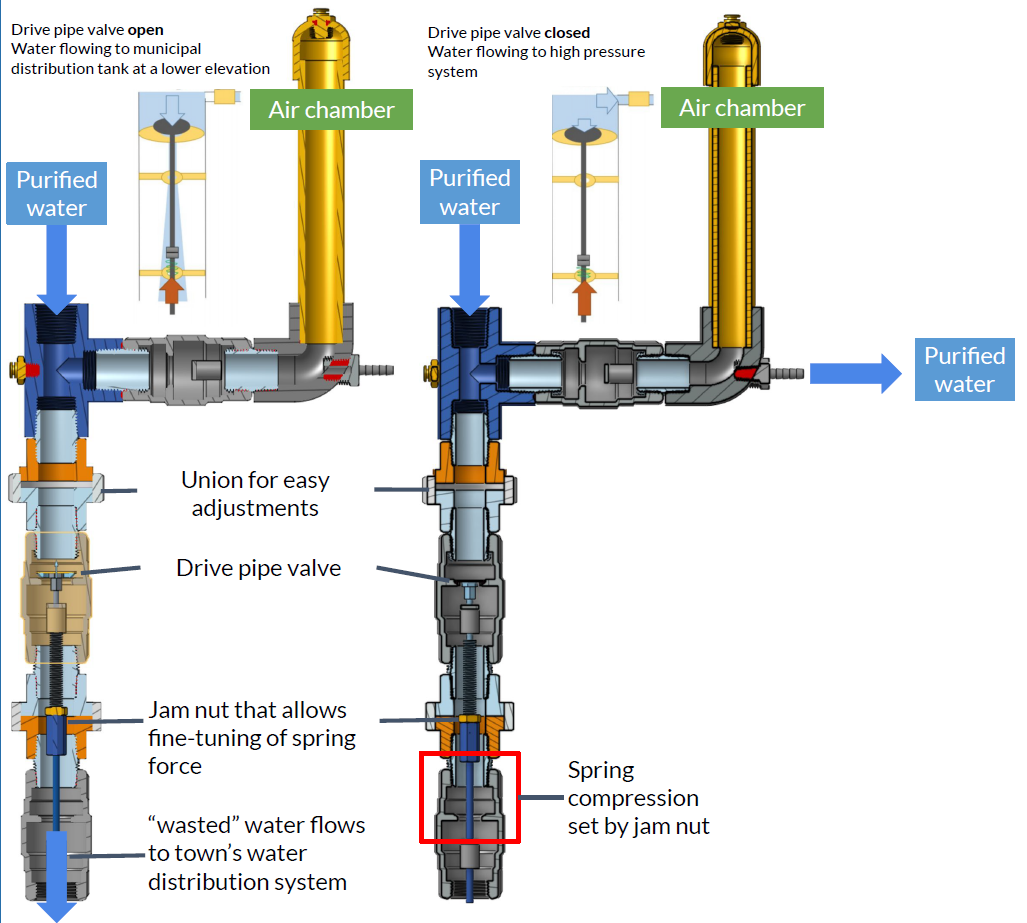 Drive pipe valve open
Water flowing to municipal
distribution tank at a lower elevation
Drive pipe valve closed
Water flowing to high pressure
system
Air chamber
Air chamber
Purified
water
Purified
water
Purified
water
Union for easy
adjustments
Drive pipe valve
Jam nut that allows
fine-tuning of spring
force
Spring
compression
set by jam nut
“wasted” water flows
to town’s water
distribution system